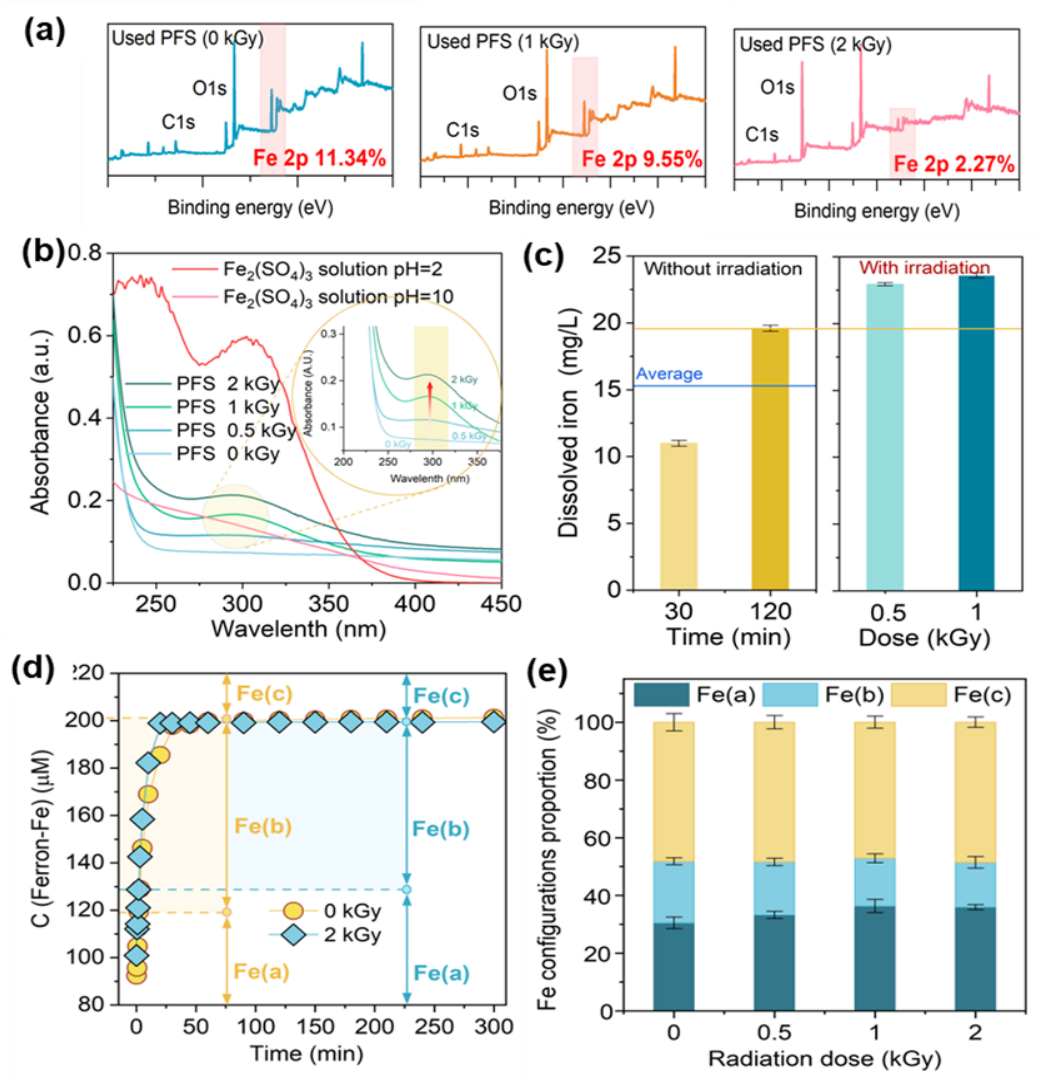 (a)
Used PFS (0 kGy)
O1s
C1s
Fe 2p 11.34%
Binding energy (eV)
Used PFS (1 kGy)
O1s
C1s
Fe 2p 9.55%
Binding energy (eV)
Used PFS (2 kGy)
O1s
C1s
Fe 2p 2.27%
Binding energy (eV)
(b)
Absorbance (a.u.)
0.8
0.6
0.4
0.2
0.0
Fe2(SO4)3 solution pH=2
Fe2(SO4)3 solution pH=10
PFS 2 kGy
PFS 1 kGy
PFS 0.5 kGy
PFS 0 kGy
Absorbance (A.U.)
0.3
0.2
0.1
2 kGy
1 kGy
0 kGy
0.5 kGy
200 250 300 350
Wavelenth (nm)
250 300 350 400 450
Wavelenth (nm)
(c)
Dissolved iron (mg/L)
25
20
15
10
5
0
Without irradiation
With irradiation
Average
30 120
Time (min)
0.5 1
Dose (kGy)
(d)
C (Ferron-Fe) (μM)
220
200
180
160
140
120
100
80
Fe(c)
Fe(c)
Fe(b)
Fe(b)
0 kGy
2 kGy
Fe(a)
Fe(a)
0 50 100 150 200 250 300
Time (min)
(e)
Fe configurations proportion (%)
Fe(a) Fe(b) Fe(c)
100
80
60
40
20
0
0 0.5 1 2
Radiation dose (kGy)